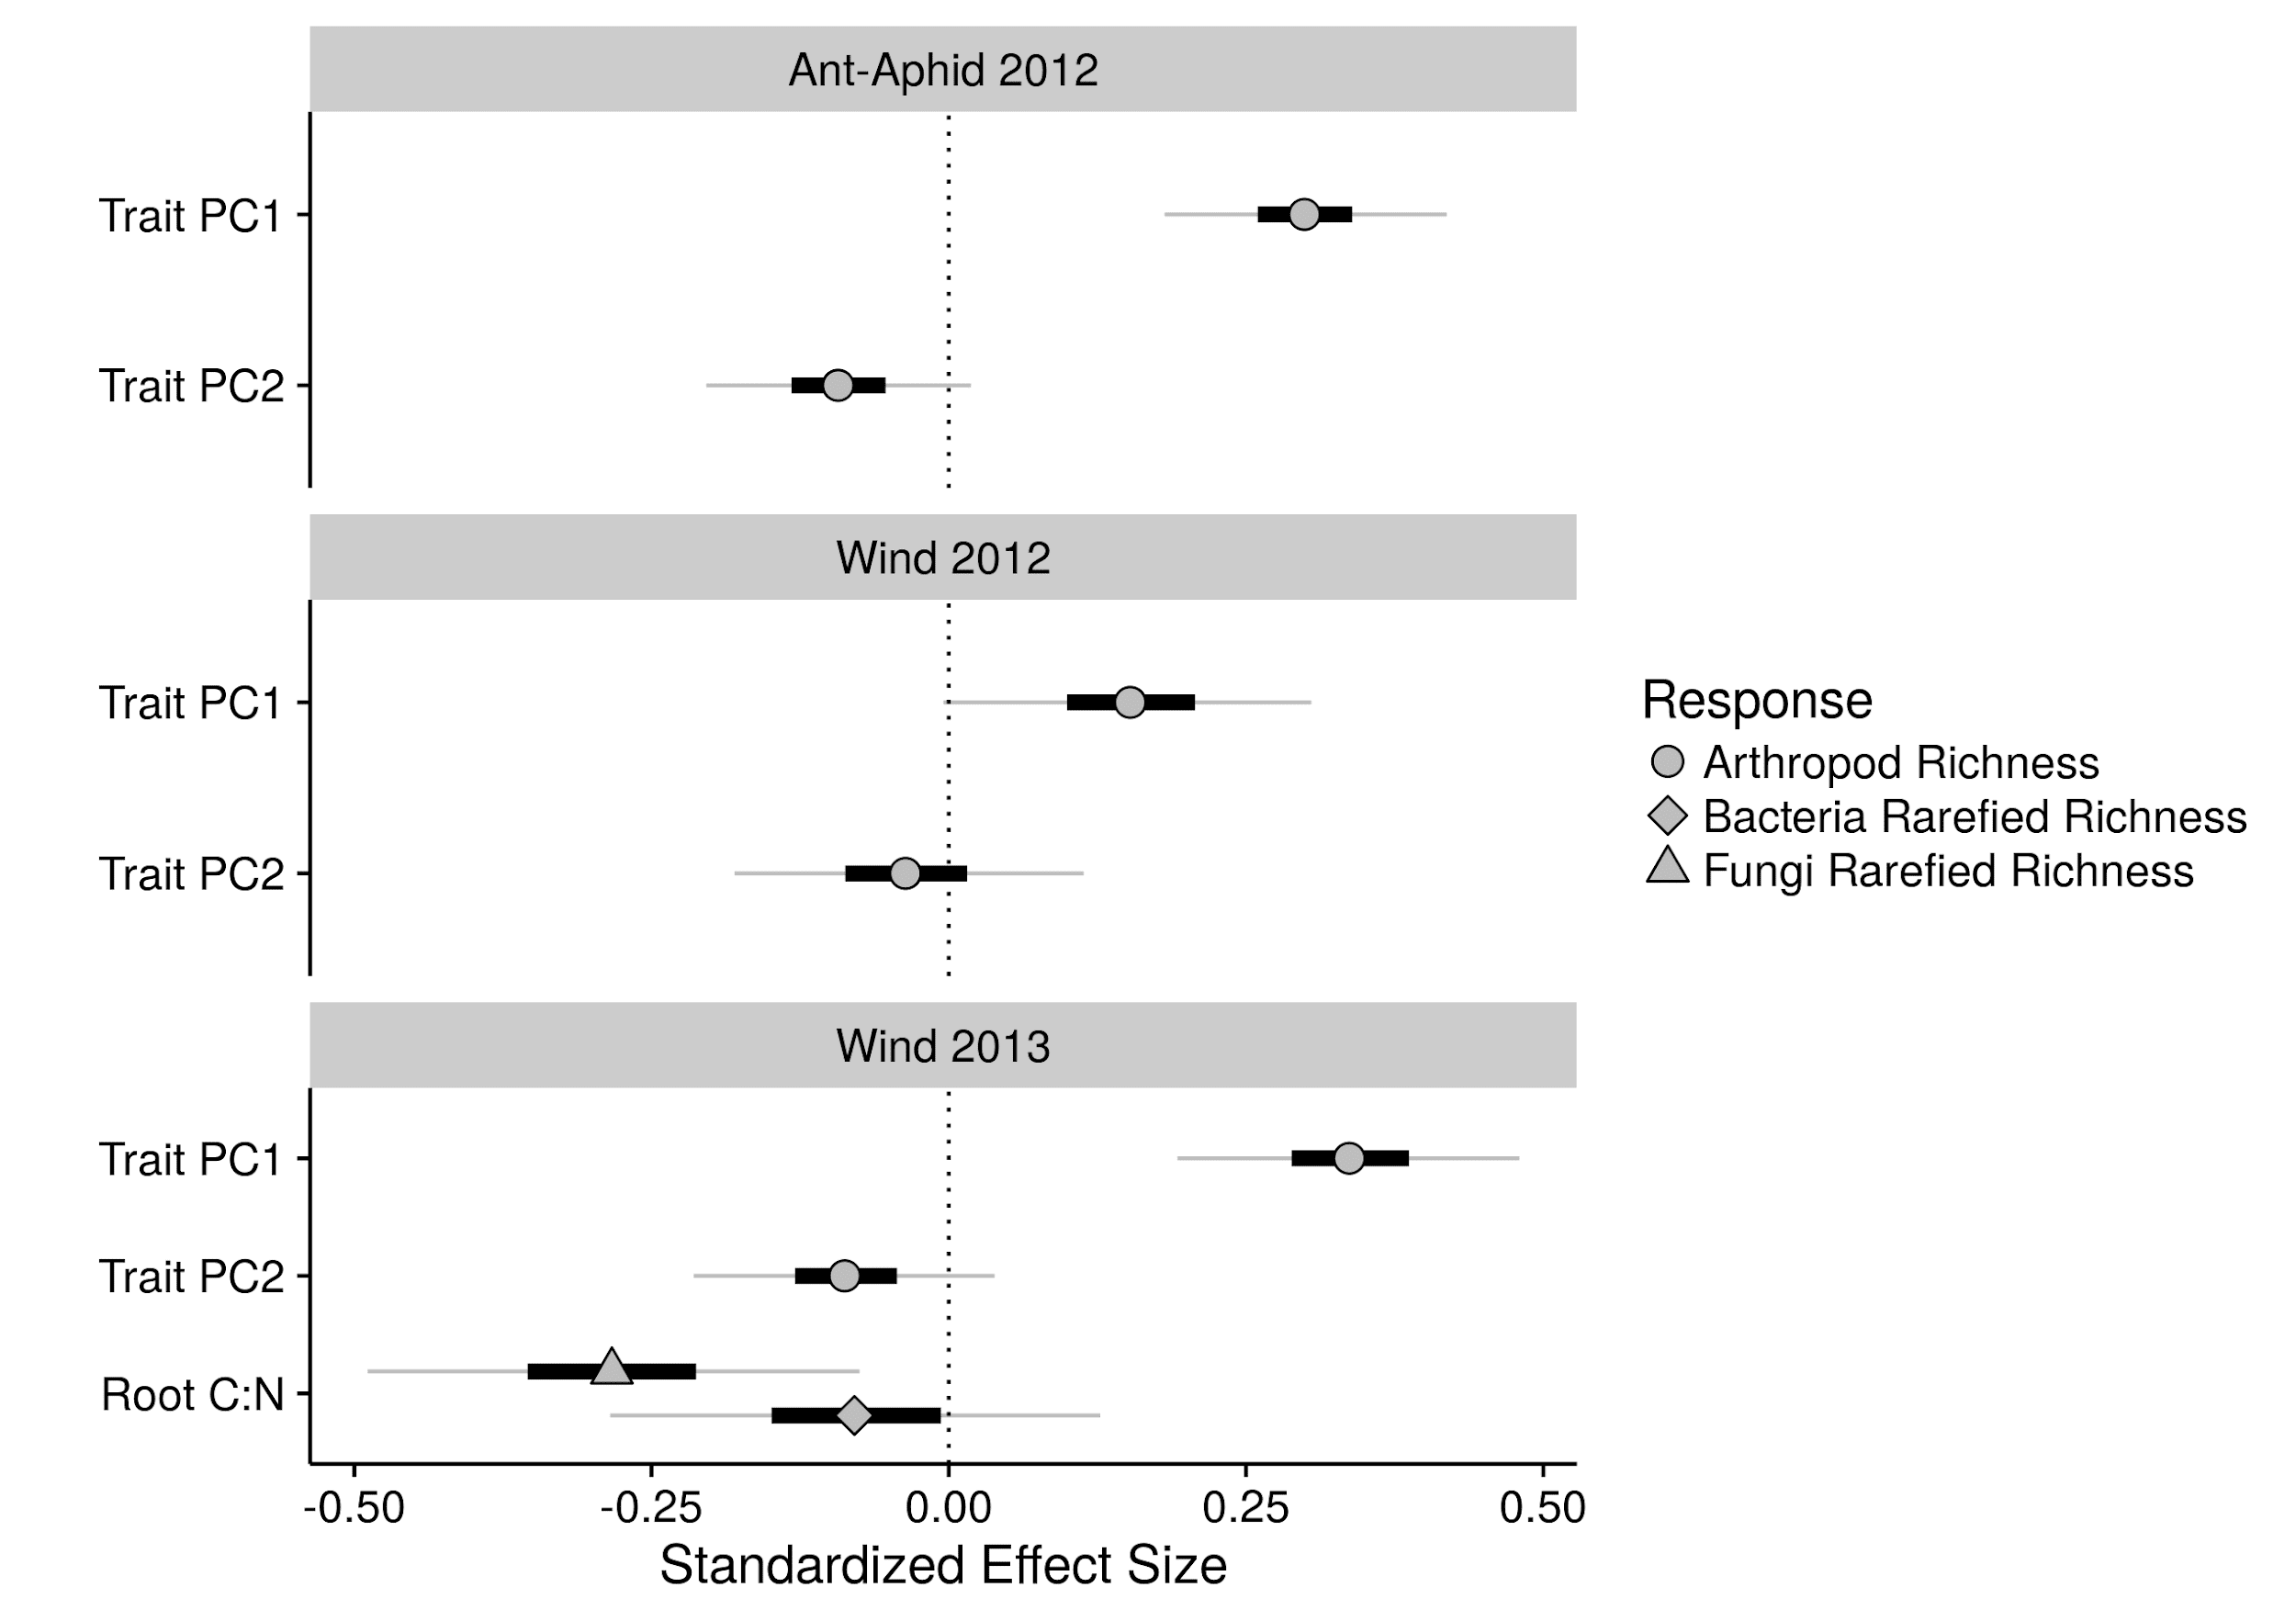 Ant-Aphid 2012
Trait PC1
Trait PC2
Wind 2012
Trait PC1
Trait PC2
Wind 2013
Trait PC1
Trait PC2
Root C:N
-0.50 -0.25 0.00 0.25 0.50
Standardized Effect Size
Response
Arthropod Richness
Bacteria Rarefied Richness
Fungi Rarefied Richness